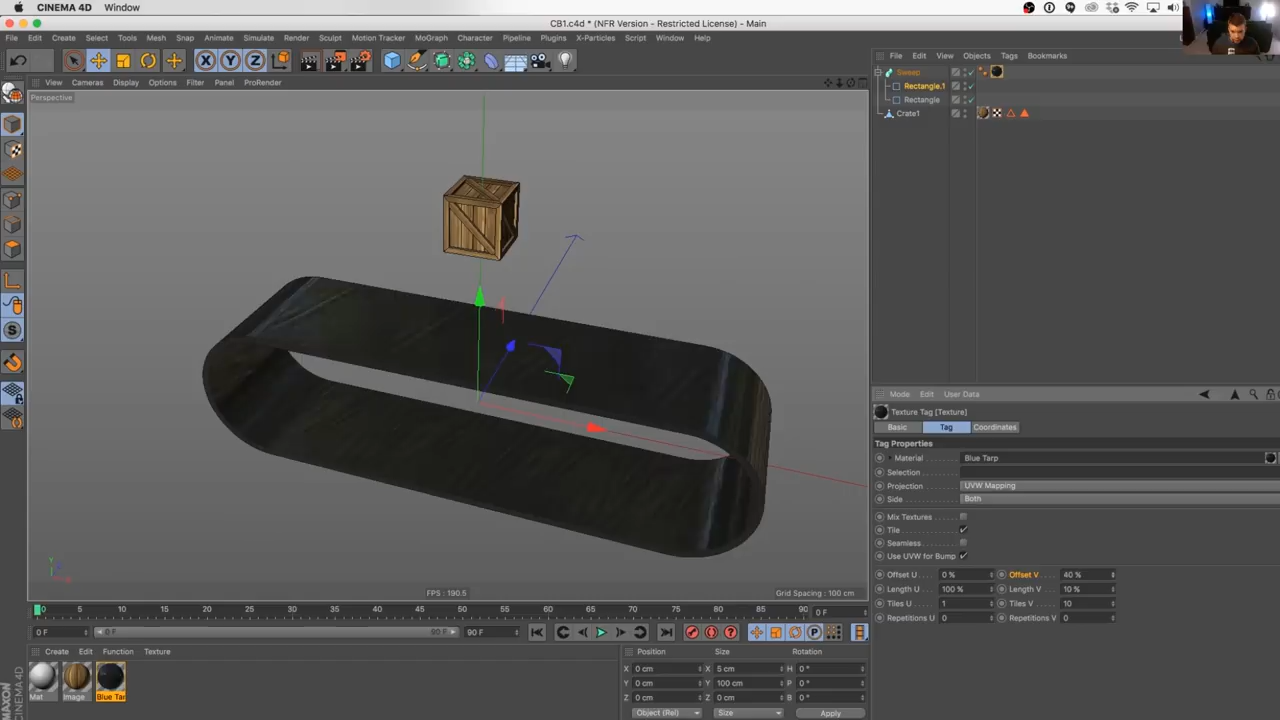 CINEMA 4D Window
CB1.c4d * (NFR Version - Restricted License) - Main
File Edit Create Select Tools Mesh Snap Animate Simulate Render Sculpt Motion Tracker MoGraph Character Pipeline Plugins X-Particles Script Window Help
File Edit View Objects Tags Bookmarks
X Y Z
View Cameras Display Options Filter Panel ProRender
Perspective
Sweep
Rectangle.1
Rectangle
Crate1
S
Y
Z
X
FPS : 190.5
Grid Spacing : 100 cm
Mode Edit User Data
Texture Tag [Texture]
Basic Tag Coordinates
Tag Properties
Material Blue Tarp
Selection
Projection UVW Mapping
Side Both
Mix Textures
Tile
Seamless
Use UVW for Bump
Offset U 0 % Offset V 40 %
Length U 100 % Length V 10 %
Tiles U 1 Tiles V 10
Repetitions U 0 Repetitions V 0
0 5 10 15 20 25 30 35 40 45 50 55 60 65 70 75 80 85 90
0 F
0 F 0 F 90 F 90 F
P
Create Edit Function Texture
Mat Image Blue Tar
Position Size Rotation
X 0 cm X 5 cm H 0 °
Y 0 cm Y 100 cm P 0 °
Z 0 cm Z 0 cm B 0 °
Object (Rel) Size Apply
MAXON
CINEMA 4D